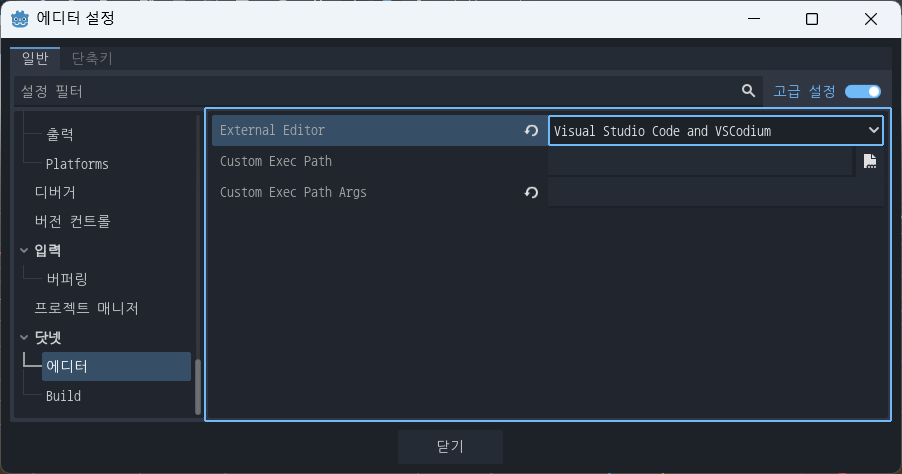 에디터 설정
일반 단축키
설정 필터 고급 설정
출력
Platforms
디버거
버전 컨트롤
입력
버퍼링
프로젝트 매니저
닷넷
에디터
Build
External Editor Visual Studio Code and VSCodium
Custom Exec Path
Custom Exec Path Args
닫기